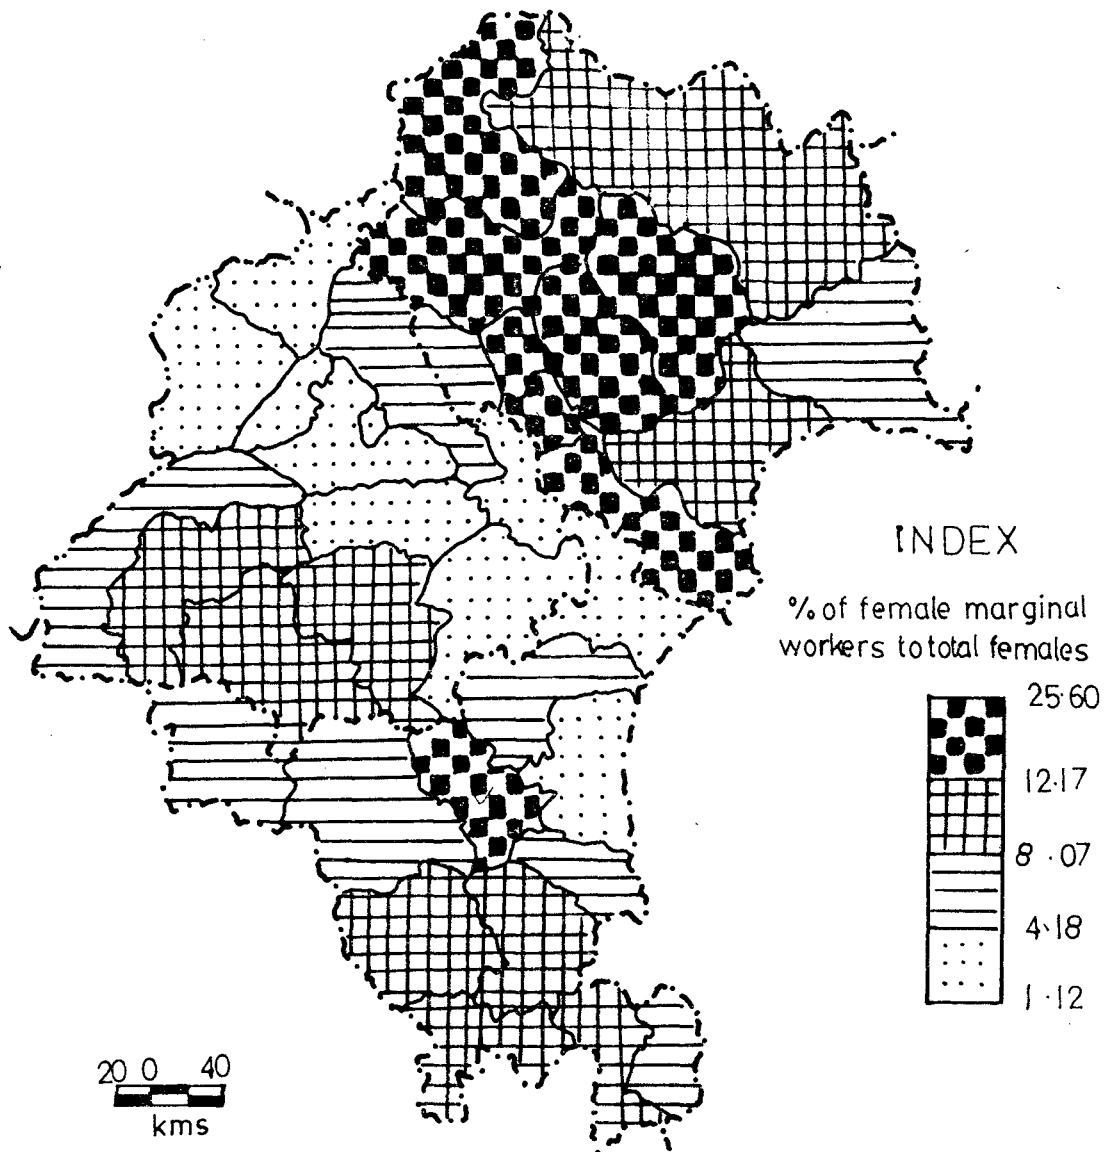 INDEX
% of female marginal
workers to total females
25·60
12·17
8·07
4·18
1·12
20 0 40
kms